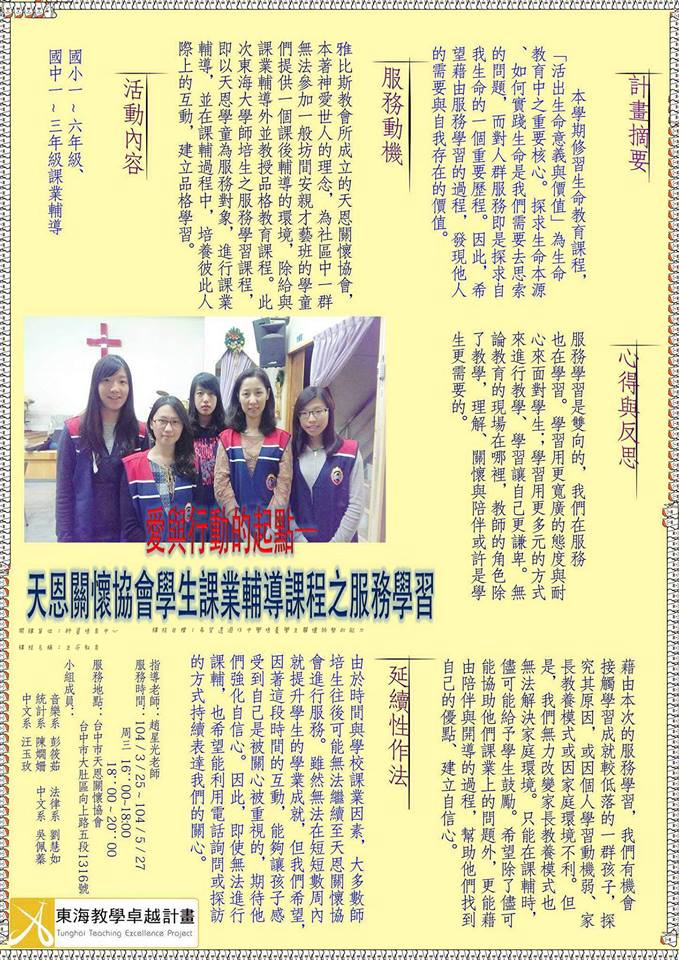 計畫摘要
　本學期修習生命教育課程，
「活出生命意義與價值」為生命
教育中之重要核心。探求生命本源
、如何實踐生命是我們需要去思索
的問題，而對人群服務即是探求自
我生命的一個重要歷程。因此，希
望藉由服務學習的過程，發現他人
的需要與自我存在的價值。
服務動機
雅比斯教會所成立的天恩關懷協會，
本著神愛世人的理念，為社區中一群
無法參加一般坊間安親才藝班的學童
們提供一個課後輔導的環境，除給與
課業輔導外並教授品格教育課程。此
次東海大學師培生之服務學習課程，
即以天恩學童為服務對象，進行課業
輔導，並在課輔過程中，培養彼此人
際上的互動，建立品格學習。
活動內容
國小一～六年級、
國中一～三年級課業輔導
心得與反思
服務學習是雙向的，我們在服務
也在學習。學習用更寬廣的態度與耐
心來面對學生；學習用更多元的方式
來進行教學、學習讓自己更謙卑。無
論教育的現場在哪裡，教師的角色除
了教學，理解、關懷與陪伴或許是學
生更需要的。
愛與行動的起點—
天恩關懷協會學生課業輔導課程之服務學習
藉由本次的服務學習，我們有機會
接觸學習成就較低落的一群孩子，探
究其原因，或因個人學習動機弱、家
長教養模式或因家庭環境不利。但
是，我們無力改變家長教養模式也
無法解決家庭環境。只能在課輔時，
儘可能給予學生鼓勵。希望除了儘可
能協助他們課業上的問題外，更能藉
由陪伴與開導的過程，幫助他們找到
自己的優點、建立自信心。
延續性作法
由於時間與學校課業因素，大多數師
培生往後可能無法繼續至天恩關懷協
會進行服務。雖然無法在短短數周內
就提升學生的學業成就，但我們希望，
因著這段時間的互動，能夠讓孩子感
受到自己是被關心被重視的，期待他
們強化自信心。因此，即使無法進行
課輔，也希望能利用電話詢問或探訪
的方式持續表達我們的關心。
指導老師：趙星光老師
服務時間：104/3/25-104/5/27
周三 16：00-18:00
18：00-20：00
服務地點：台中市天恩關懷協會
台中市大肚區向上路五段1316號
小組成員：
音樂系 彭筱茹　法律系 劉慧如
統計系 陳嫺姍　中文系 吳佩蓁
中文系 汪玉玫
東海教學卓越計畫
Tunghai Teaching Excellence Project